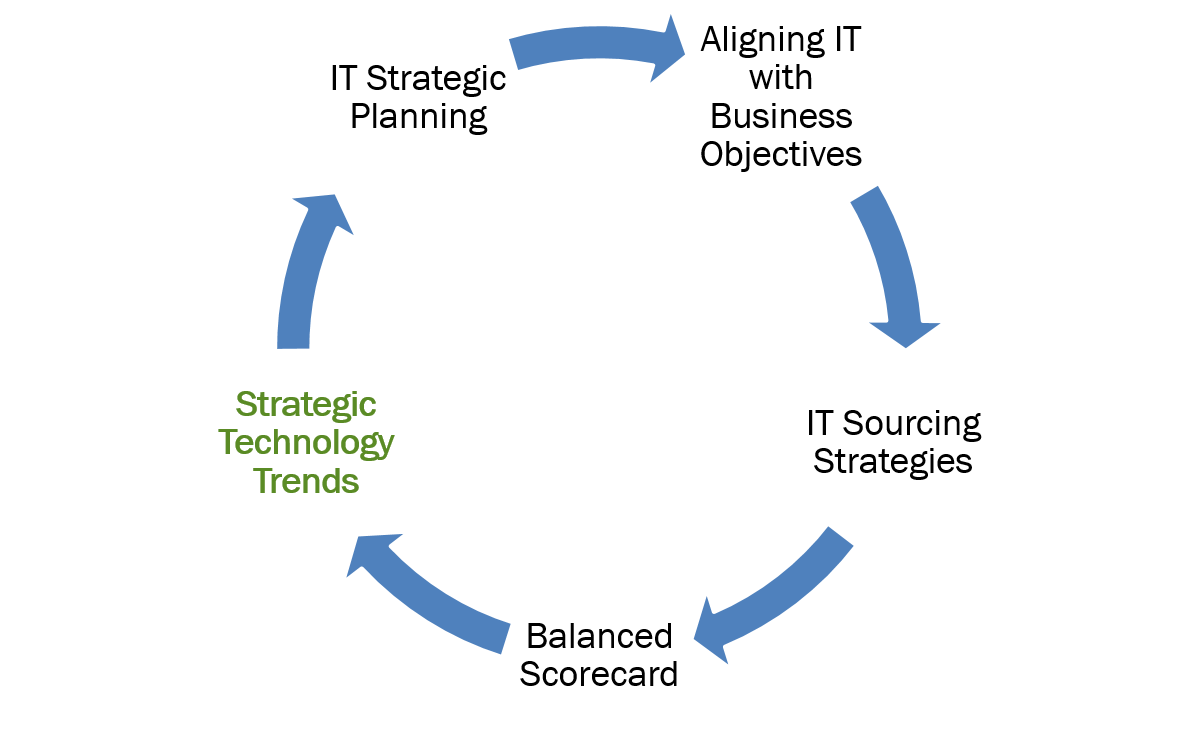 IT Strategic
Planning
Aligning IT
with
Business
Objectives
IT Sourcing
Strategies
Balanced
Scorecard
Strategic
Technology
Trends